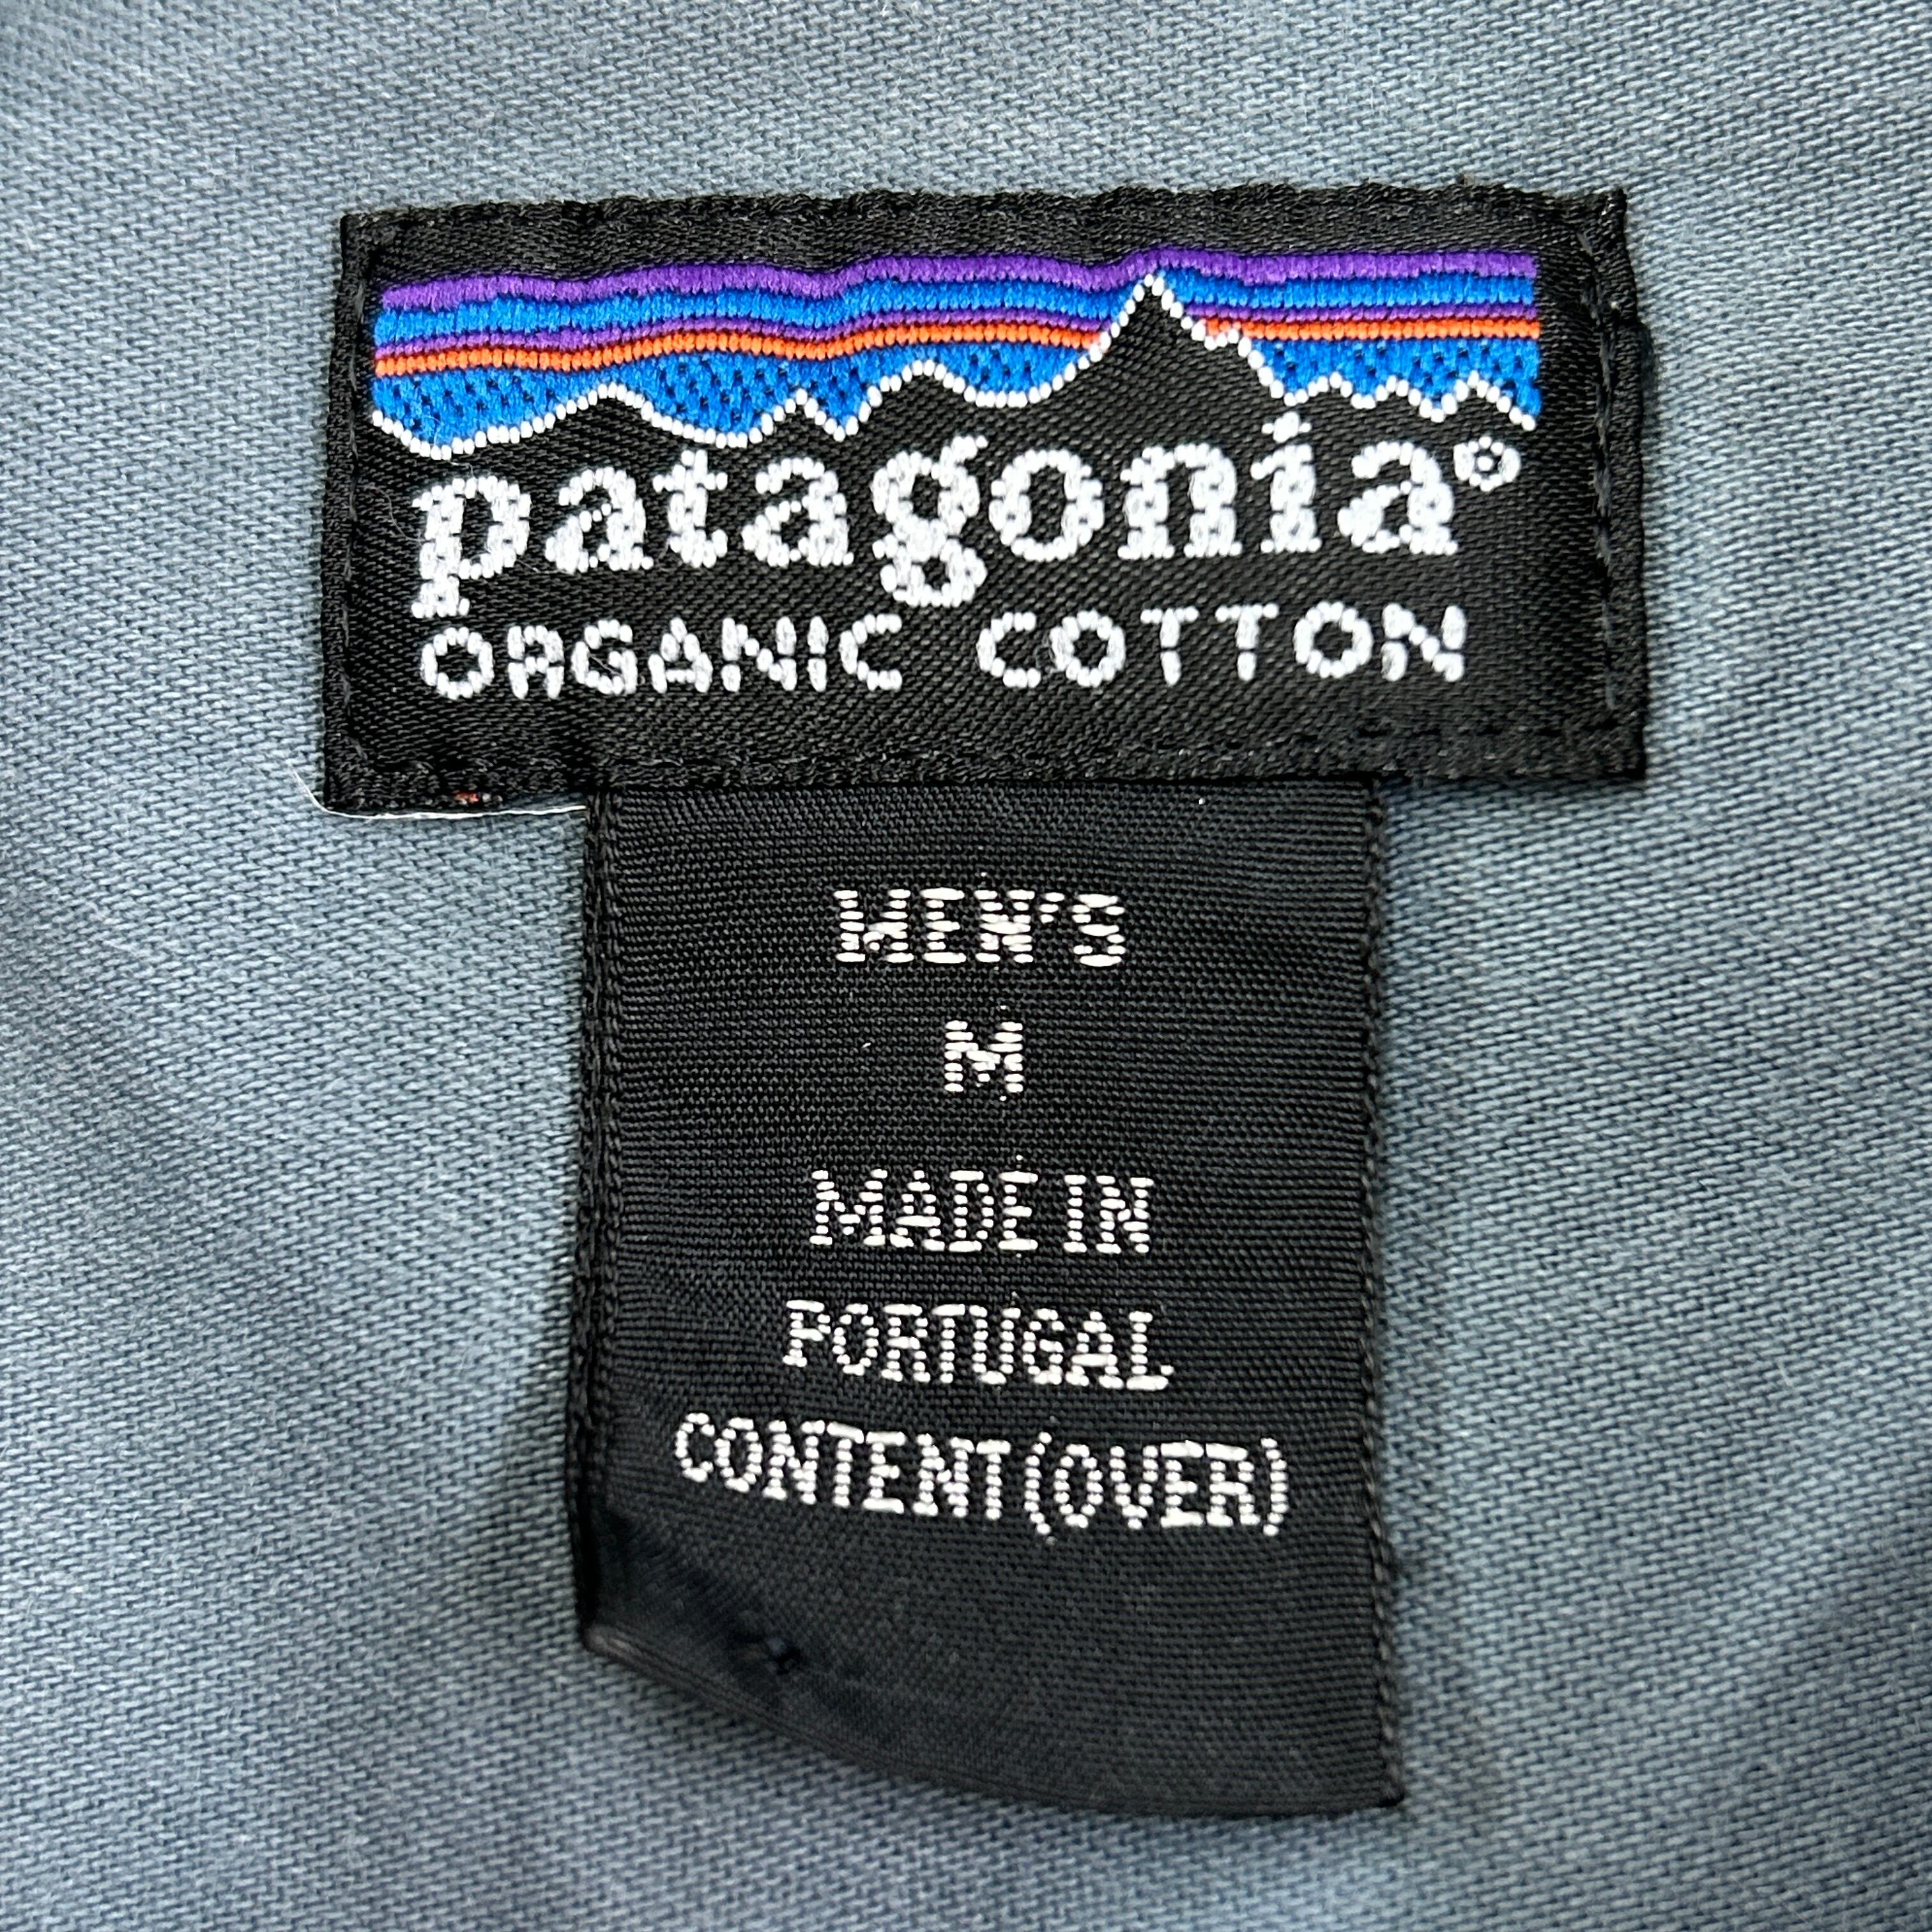 patagonia®
ORGANIC COTTON
MEN'S
M
MADE IN
PORTUGAL
CONTENT(OVER)